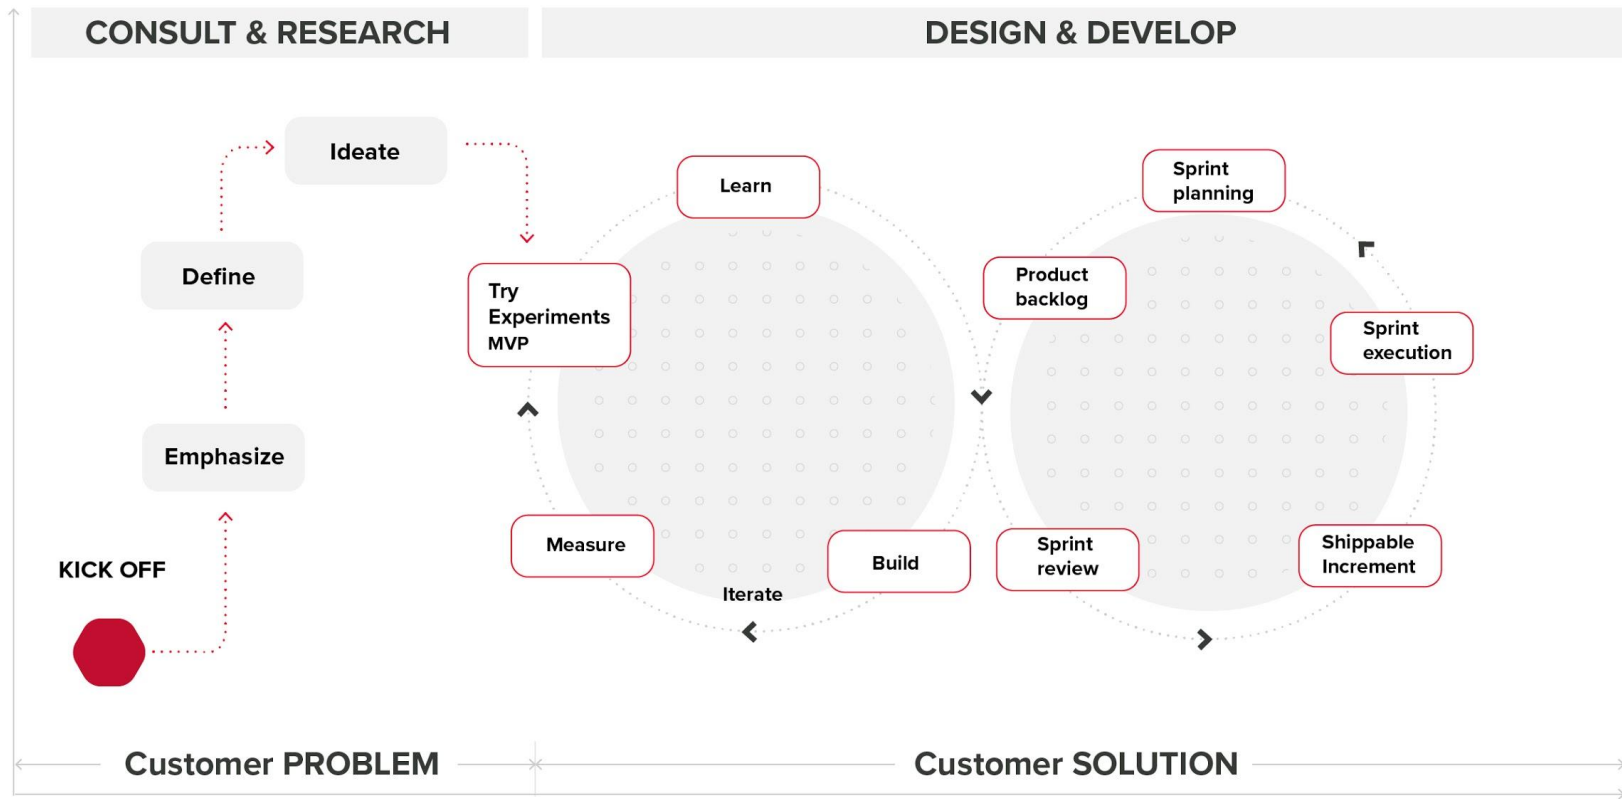 CONSULT & RESEARCH
DESIGN & DEVELOP
Ideate
Define
Emphasize
KICK OFF
Learn
Try
Experiments
MVP
Measure
Iterate
Build
Sprint
planning
Product
backlog
Sprint
execution
Sprint
review
Shippable
Increment
Customer PROBLEM
Customer SOLUTION